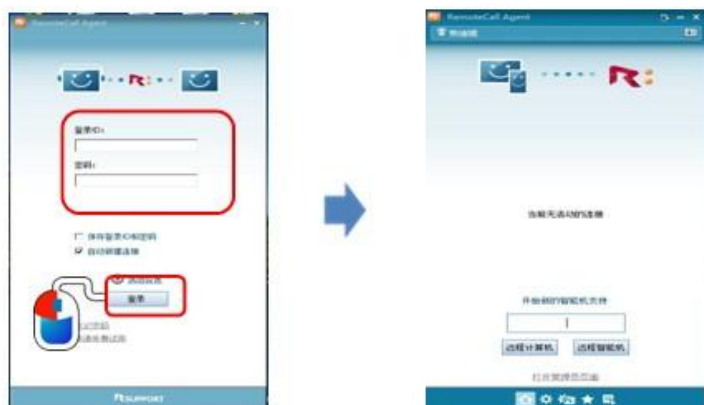 RemoteCall Agent
登录ID:
密码:
保存登录ID和密码
自动新建连接
登录
RSUPPORT
RemoteCall Agent
当前无活动的连接
开始新的智能机支持
远程计算机
远程智能机